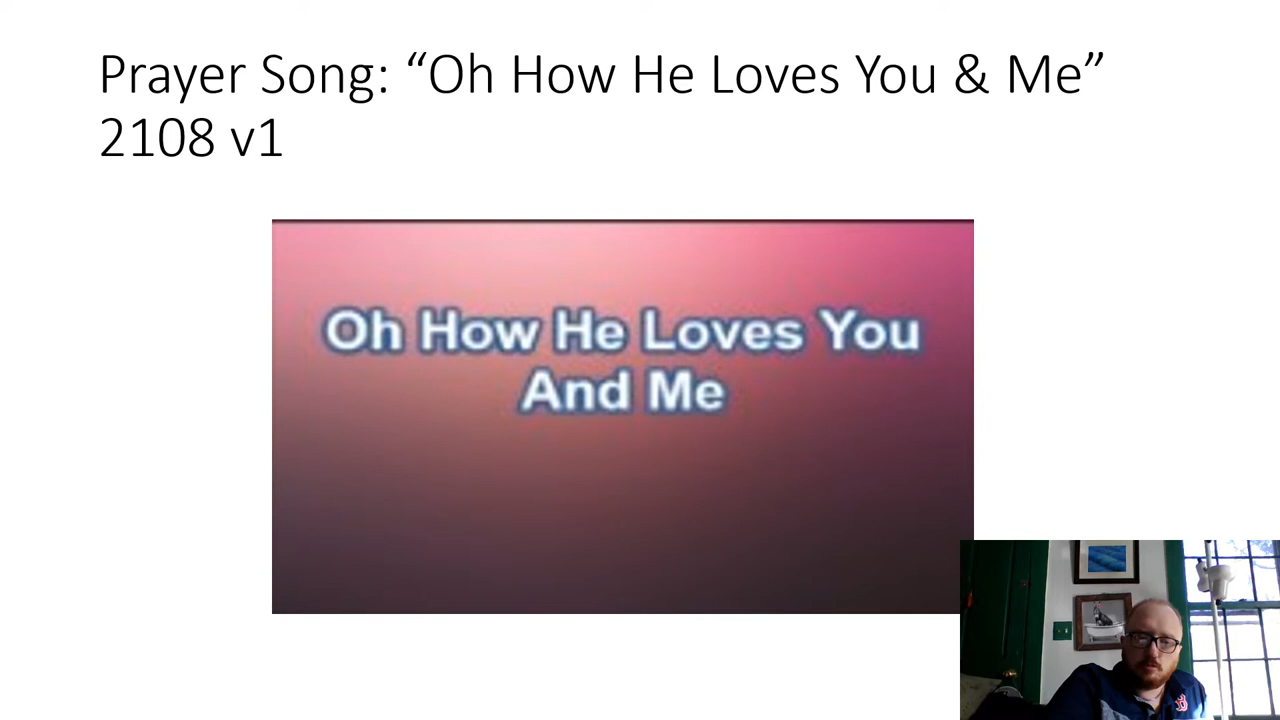 Prayer Song: “Oh How He Loves You & Me”
2108 v1
Oh How He Loves You
And Me